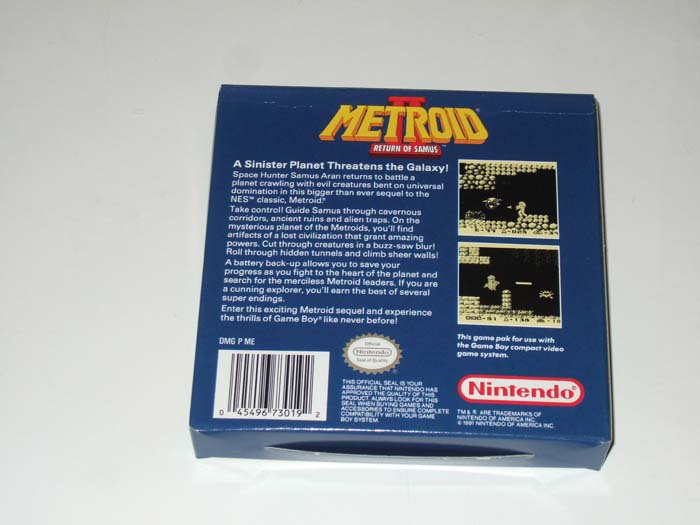 METROID II
RETURN OF SAMUS
A Sinister Planet Threatens the Galaxy!
Space Hunter Samus Aran returns to battle a
planet crawling with evil creatures bent on universal
domination in this bigger than ever sequel to the
NES™ classic, Metroid.®
Take control! Guide Samus through cavernous
corridors, ancient ruins and alien traps. On the
mysterious planet of the Metroids, you'll find
artifacts of a lost civilization that grant amazing
powers. Cut through creatures in a buzz-saw blur!
Roll through hidden tunnels and climb sheer walls!
A battery back-up allows you to save your
progress as you fight to the heart of the planet and
search for the merciless Metroid leaders. If you are
a cunning explorer, you'll earn the best of several
super endings.
Enter this exciting Metroid sequel and experience
the thrills of Game Boy® like never before!
DMG P ME
0 45496 73019 2
Official
Nintendo
Seal of Quality
THIS OFFICIAL SEAL IS YOUR
ASSURANCE THAT NINTENDO HAS
APPROVED THE QUALITY OF THIS
PRODUCT. ALWAYS LOOK FOR THIS
SEAL WHEN BUYING GAMES AND
ACCESSORIES TO ENSURE COMPLETE
COMPATIBILITY WITH YOUR GAME
BOY SYSTEM.
This game pak for use with
the Game Boy compact video
game system.
Nintendo®
TM & ® ARE TRADEMARKS OF
NINTENDO OF AMERICA INC.
© 1991 NINTENDO OF AMERICA INC.